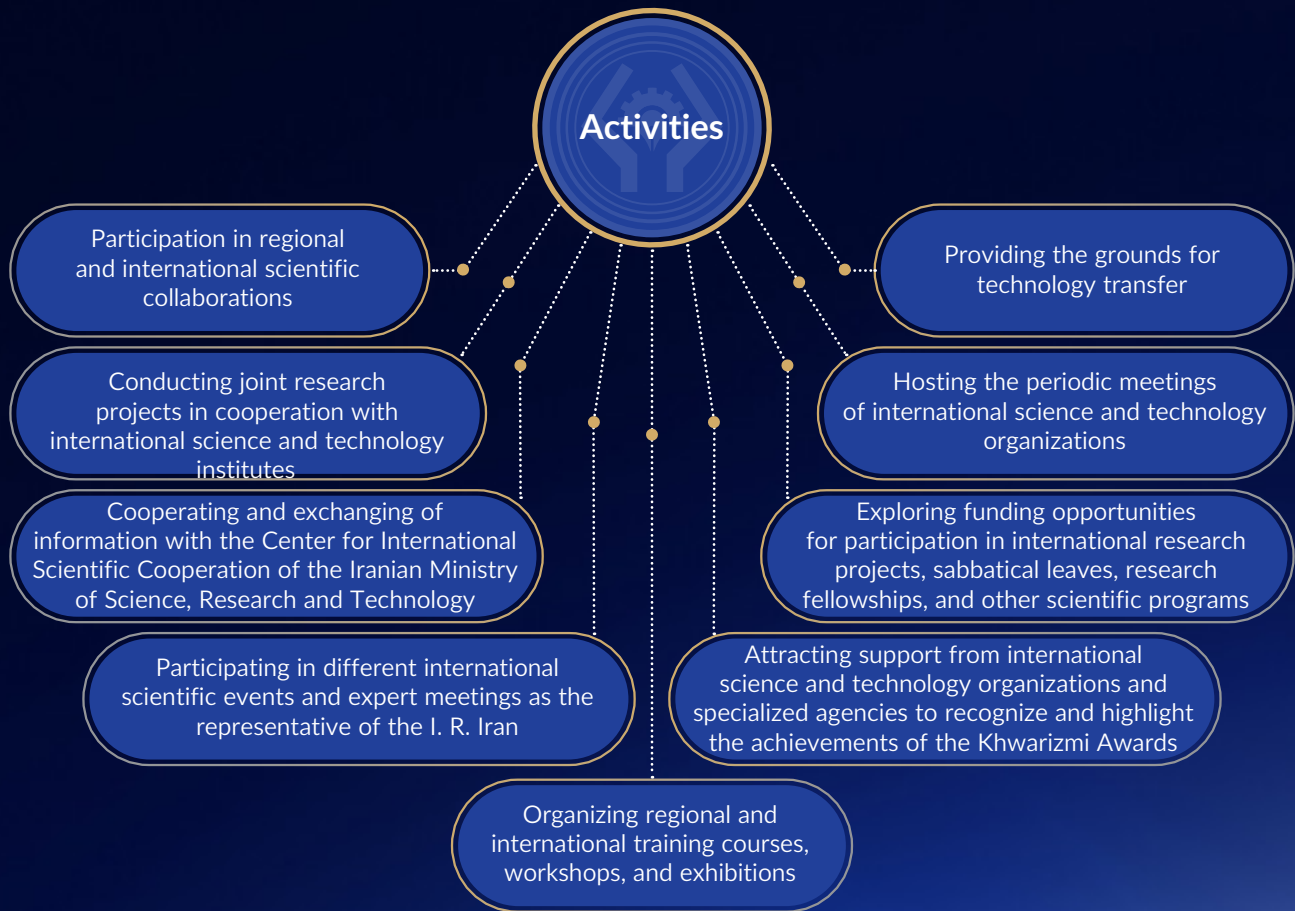 Activities
Participation in regional
and international scientific
collaborations
Providing the grounds for
technology transfer
Conducting joint research
projects in cooperation with
international science and technology
institutes
Hosting the periodic meetings
of international science and technology
organizations
Cooperating and exchanging of
information with the Center for International
Scientific Cooperation of the Iranian Ministry
of Science, Research and Technology
Exploring funding opportunities
for participation in international research
projects, sabbatical leaves, research
fellowships, and other scientific programs
Participating in different international
scientific events and expert meetings as the
representative of the I. R. Iran
Attracting support from international
science and technology organizations and
specialized agencies to recognize and highlight
the achievements of the Khwarizmi Awards
Organizing regional and
international training courses,
workshops, and exhibitions